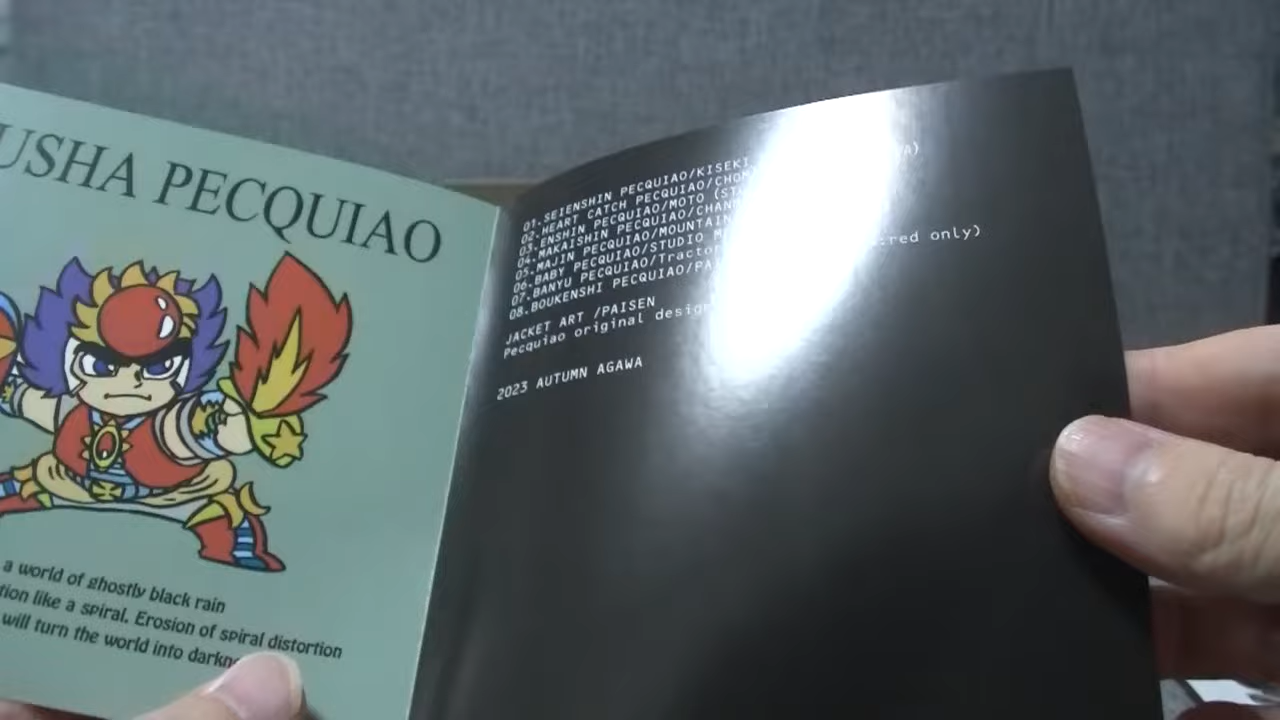 USHA PECQUIAO
a world of ghostly black rain
tion like a spiral. Erosion of spiral distortion
will turn the world into
01.SEIENSHIN PECQUIAO/KISEKI
02.HEART CATCH PECQUIAO/CHOM
03.ENSHIN PECQUIAO/MOTO (ST
04.MAKAISHIN PECQUIAO/CHAN
05.MAJIN PECQUIAO/MOUNTAIN
06.BABY PECQUIAO/STUDIO M red only)
07.BANYU PECQUIAO/Tractor
08.BOUKENSHI PECQUIAO/PA
JACKET ART /PAISEN
Pecquiao original design
2023 AUTUMN AGAWA